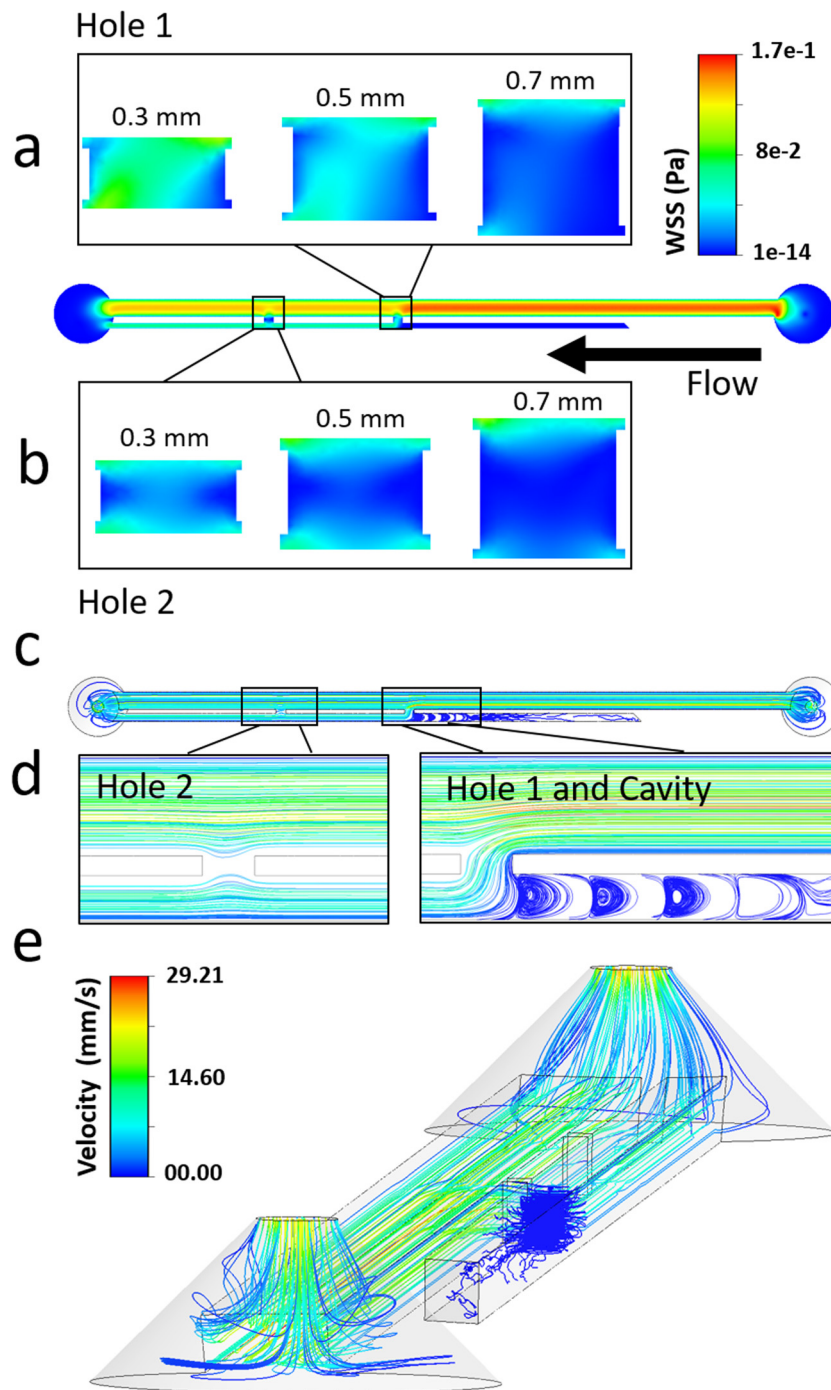 Hole 1
a
0.3 mm
0.5 mm
0.7 mm
WSS (Pa)
1.7e-1
8e-2
1e-14
Flow
b
0.3 mm
0.5 mm
0.7 mm
Hole 2
c
d
Hole 2
Hole 1 and Cavity
e
Velocity (mm/s)
29.21
14.60
00.00